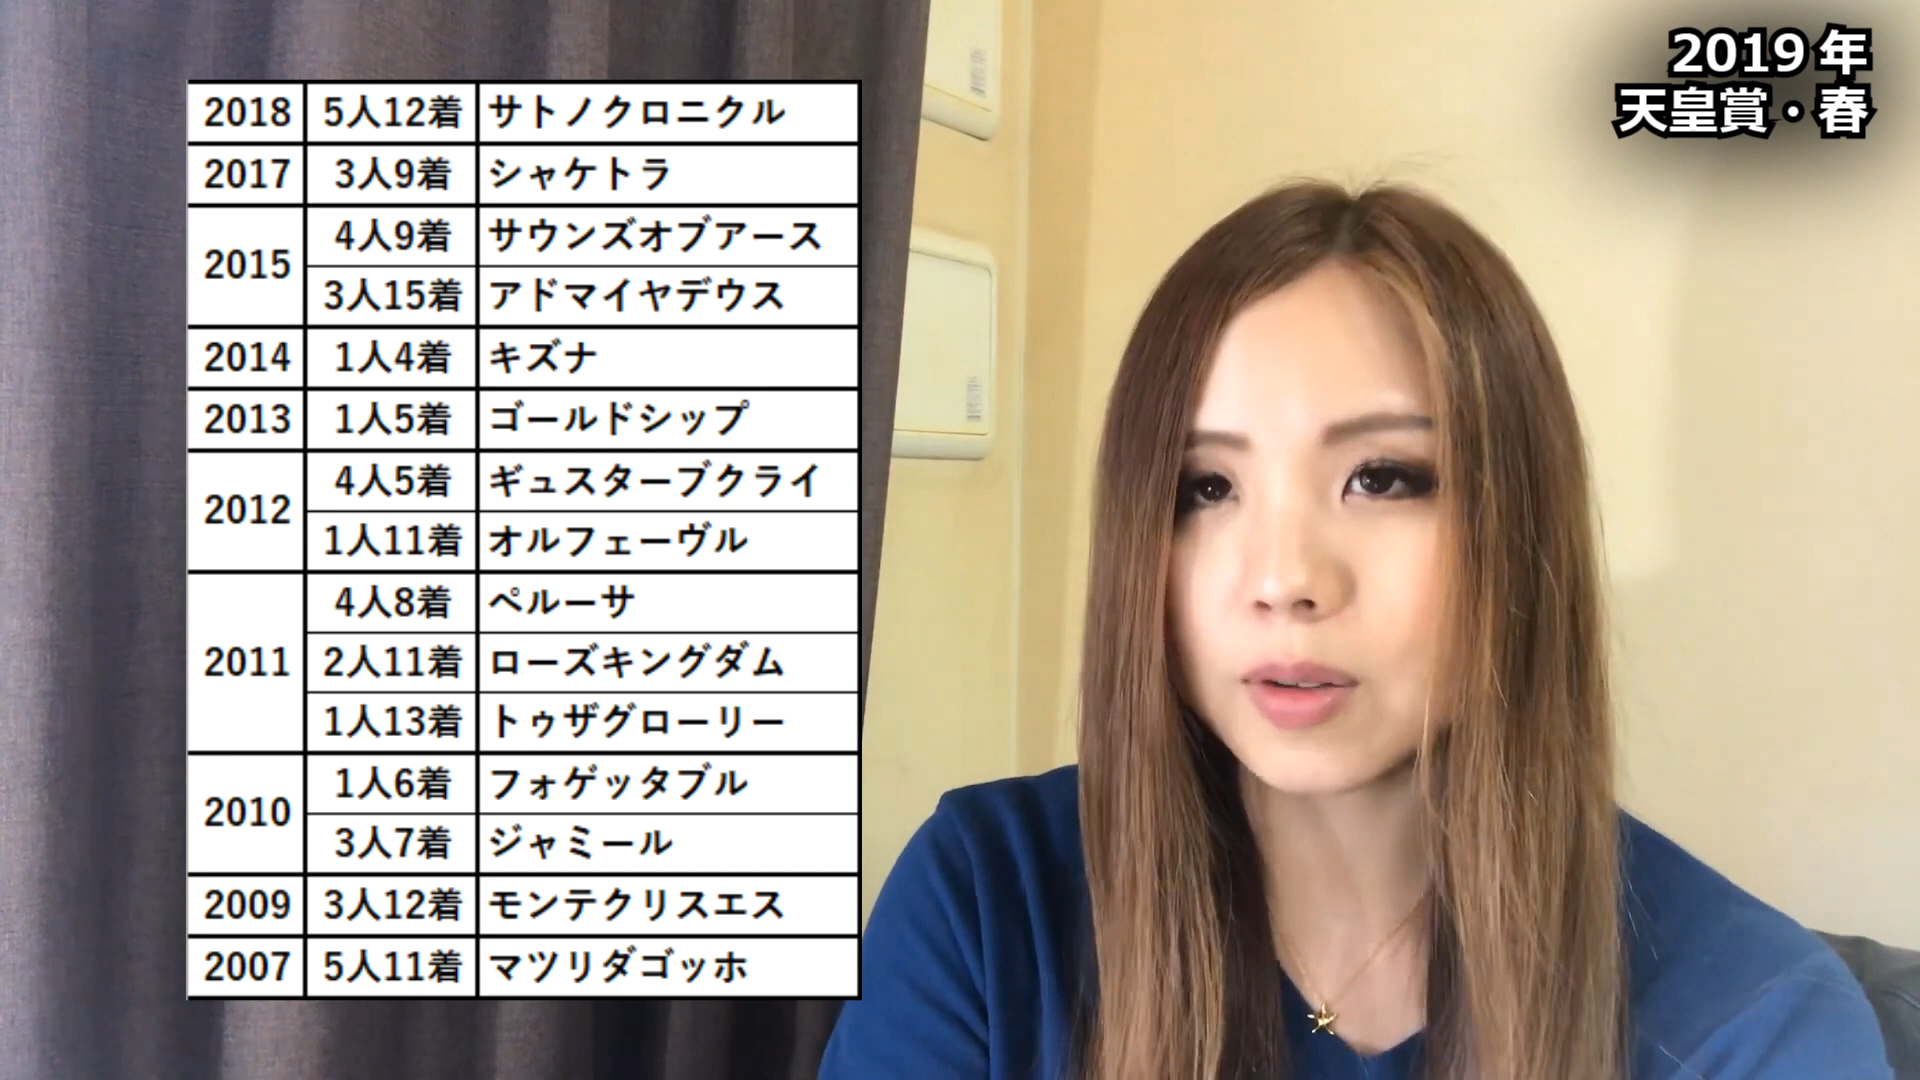 2019年
天皇賞・春
2018 5人12着 サトノクロニクル
2017 3人9着 シャケトラ
2015 4人9着 サウンズオブアース
3人15着 アドマイヤデウス
2014 1人4着 キズナ
2013 1人5着 ゴールドシップ
2012 4人5着 ギュスターブクライ
1人11着 オルフェーヴル
2011 4人8着 ペルーサ
2人11着 ローズキングダム
1人13着 トゥザグローリー
2010 1人6着 フォゲッタブル
3人7着 ジャミール
2009 3人12着 モンテクリスエス
2007 5人11着 マツリダゴッホ